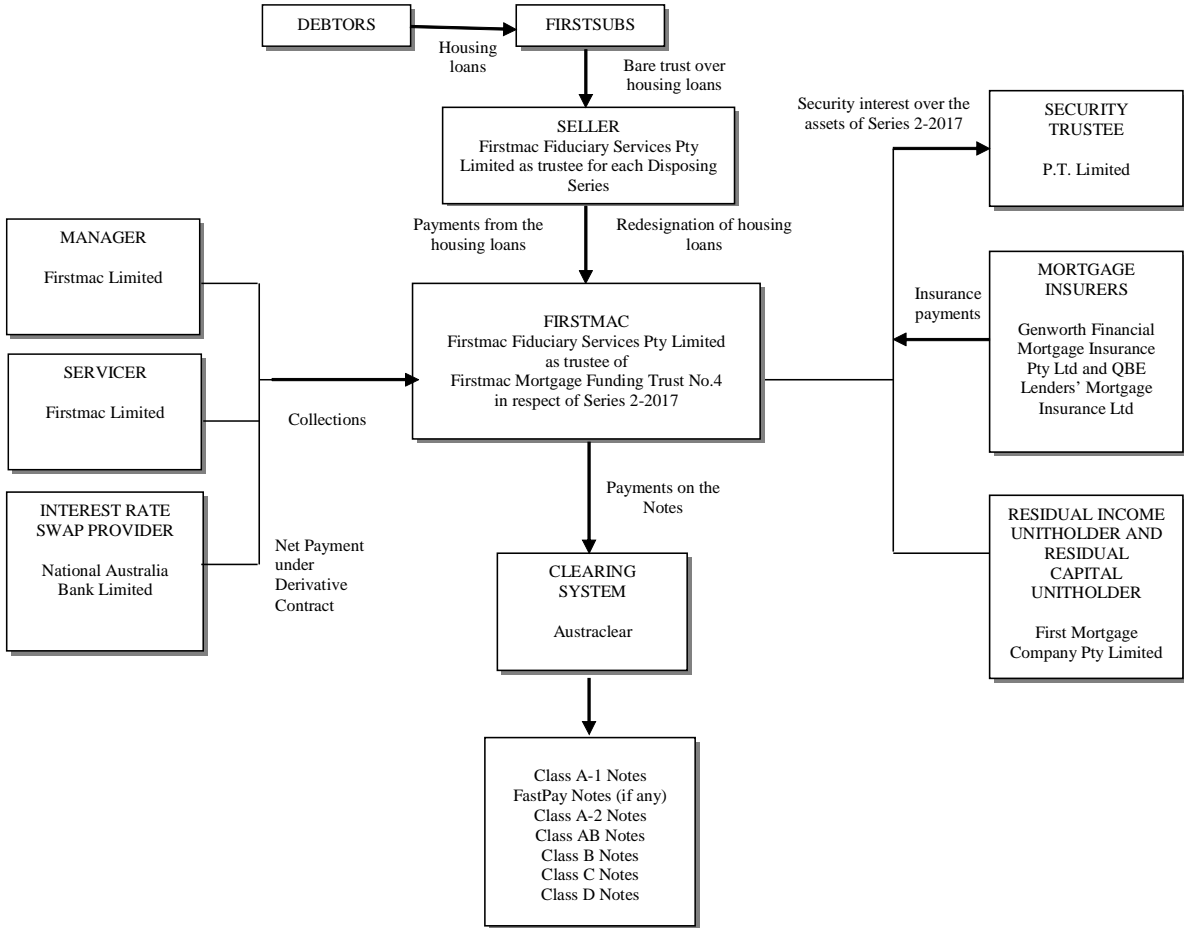 DEBTORS
FIRSTSUBS
Housing
loans
Bare trust over
housing loans
SELLER
Firstmac Fiduciary Services Pty
Limited as trustee for each Disposing
Series
Security interest over the
assets of Series 2-2017
SECURITY
TRUSTEE
P.T. Limited
Payments from the
housing loans
Redesignation of housing
loans
MANAGER
Firstmac Limited
FIRSTMAC
Firstmac Fiduciary Services Pty Limited
as trustee of
Firstmac Mortgage Funding Trust No.4
in respect of Series 2-2017
Insurance
payments
MORTGAGE
INSURERS
Genworth Financial
Mortgage Insurance
Pty Ltd and QBE
Lenders’ Mortgage
Insurance Ltd
SERVICER
Firstmac Limited
Collections
Payments on the
Notes
INTEREST RATE
SWAP PROVIDER
National Australia
Bank Limited
Net Payment
under
Derivative
Contract
CLEARING
SYSTEM
Austraclear
RESIDUAL INCOME
UNITHOLDER AND
RESIDUAL
CAPITAL
UNITHOLDER
First Mortgage
Company Pty Limited
Class A-1 Notes
FastPay Notes (if any)
Class A-2 Notes
Class AB Notes
Class B Notes
Class C Notes
Class D Notes